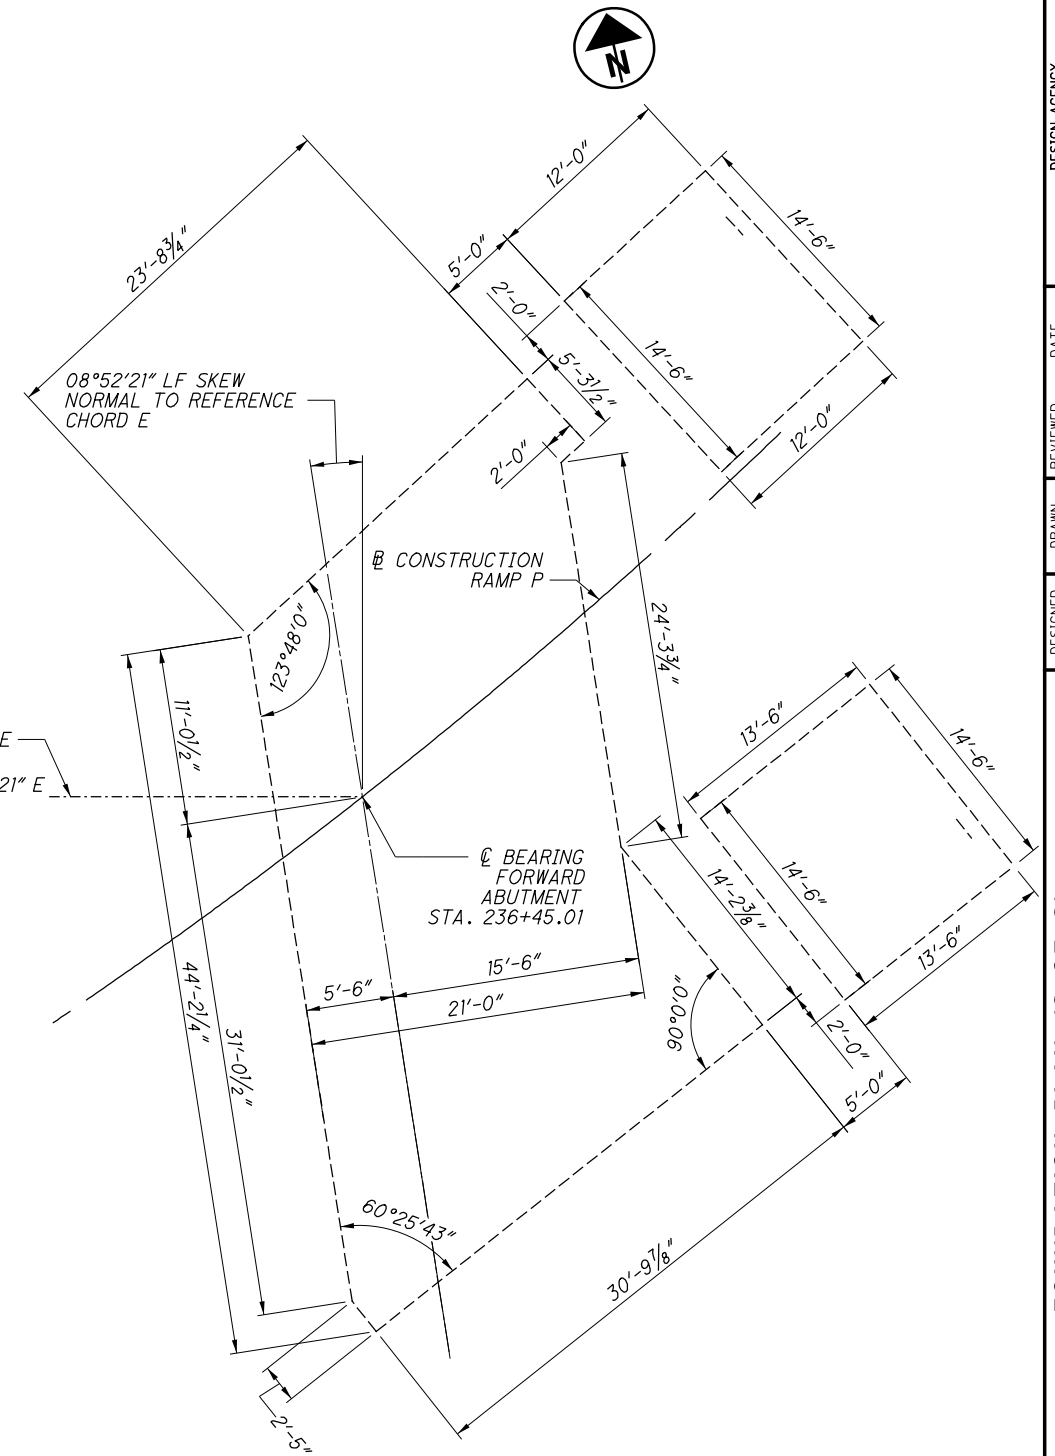 N
12'-0"
14'-6"
5'-0"
23'-8¾"
2'-0"
14'-6"
5'-3½"
08°52'21" LF SKEW
NORMAL TO REFERENCE
CHORD E
12'-0"
2'-0"
℄ CONSTRUCTION
RAMP P
123°48'0"
24'-3¾"
11'-0½"
E
21" E
13'-6"
14'-6"
℄ BEARING
FORWARD
ABUTMENT
STA. 236+45.01
14'-2⅜"
14'-6"
13'-6"
15'-6"
5'-6"
21'-0"
90°0'0"
2'-0"
44'-2¼"
31'-0½"
5'-0"
60°25'43"
30'-9⅞"
2'-5"
DESIGN AGENCY
DATE
REVIEWED
DRAWN
DESIGNED